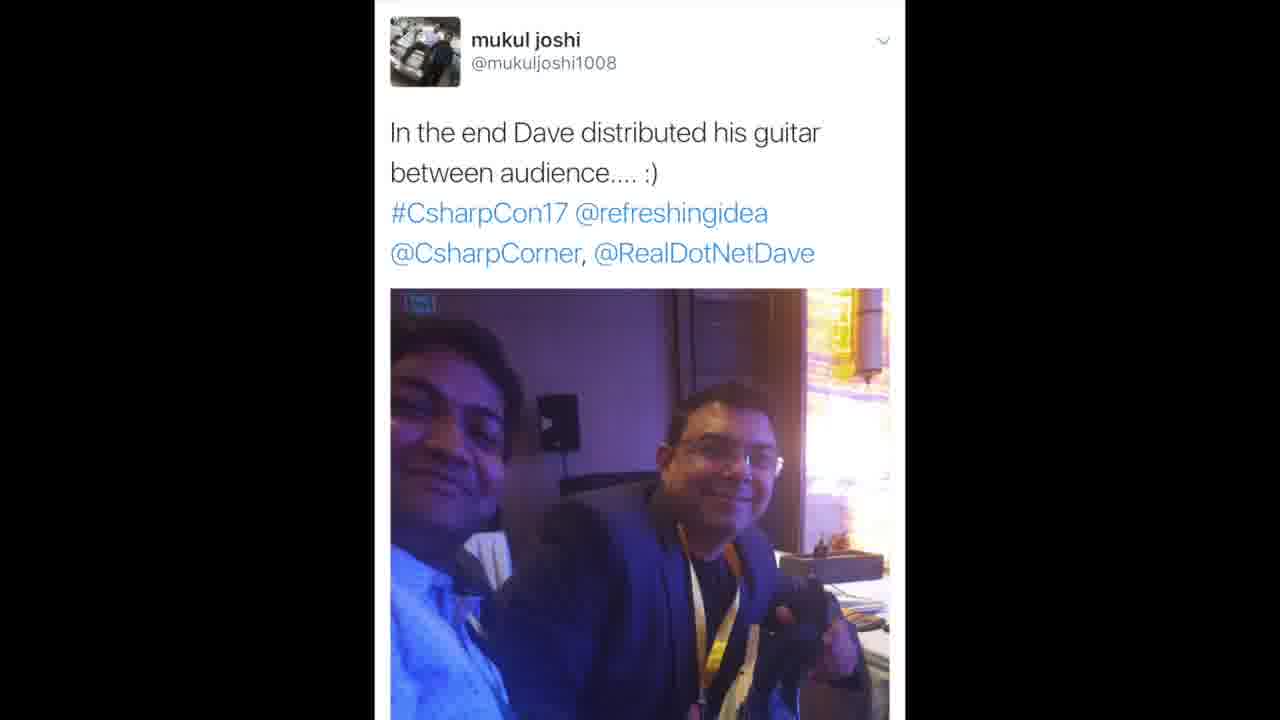 mukul joshi
@mukuljoshi1008
In the end Dave distributed his guitar
between audience.... :)
#CsharpCon17 @refreshingidea
@CsharpCorner, @RealDotNetDave